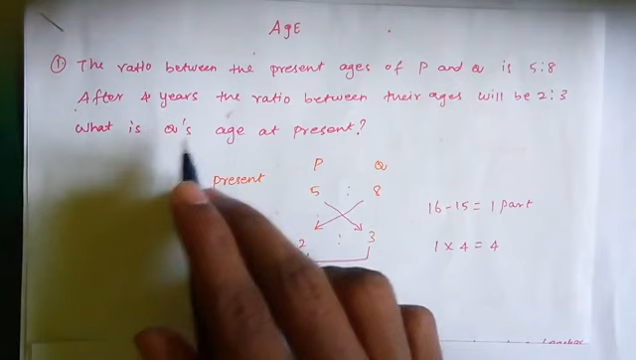 AgE
① The ratio between the present ages of P and Q is 5:8
After 4 years the ratio between their ages will be 2:3
What is Q's age at present?
P Q
present 5 : 8
16-15 = 1 part
2 : 3
1 x 4 = 4